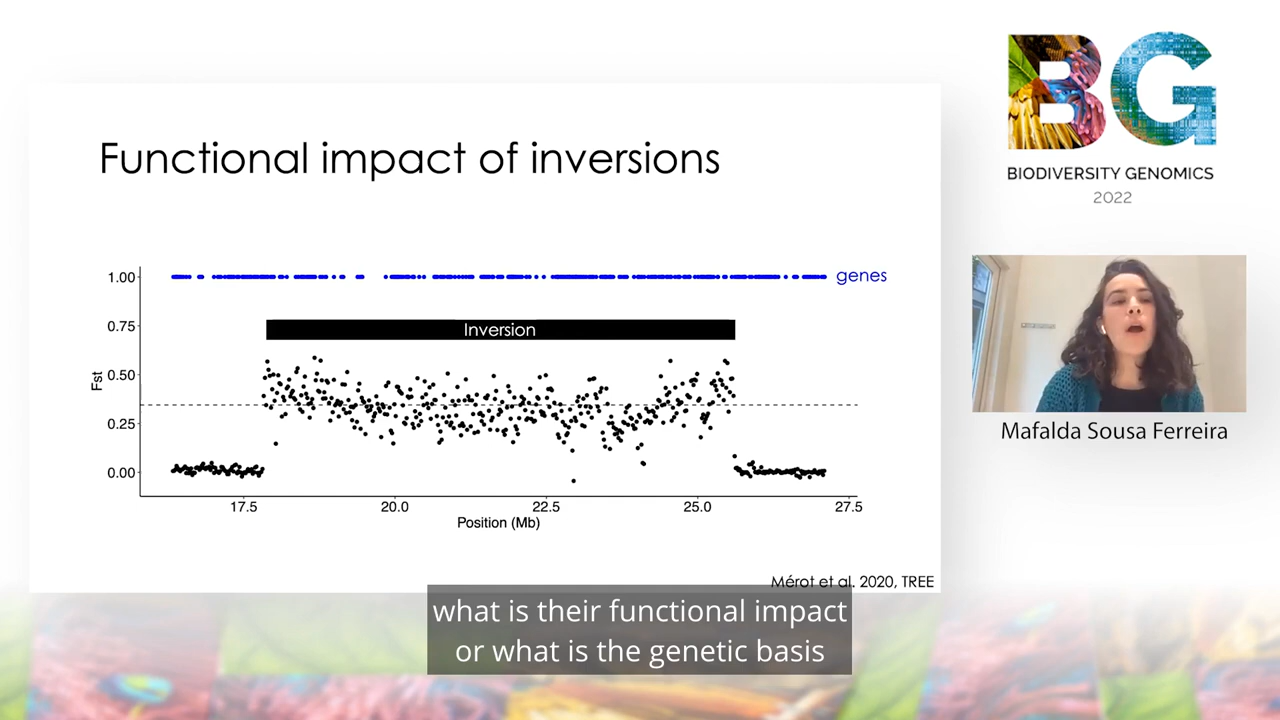 BG
BIODIVERSITY GENOMICS
2022
Functional impact of inversions
genes
Inversion
Fst
1.00
0.75
0.50
0.25
0.00
17.5 20.0 22.5 25.0 27.5
Position (Mb)
Mérot et al. 2020, TREE
Mafalda Sousa Ferreira
what is their functional impact
or what is the genetic basis